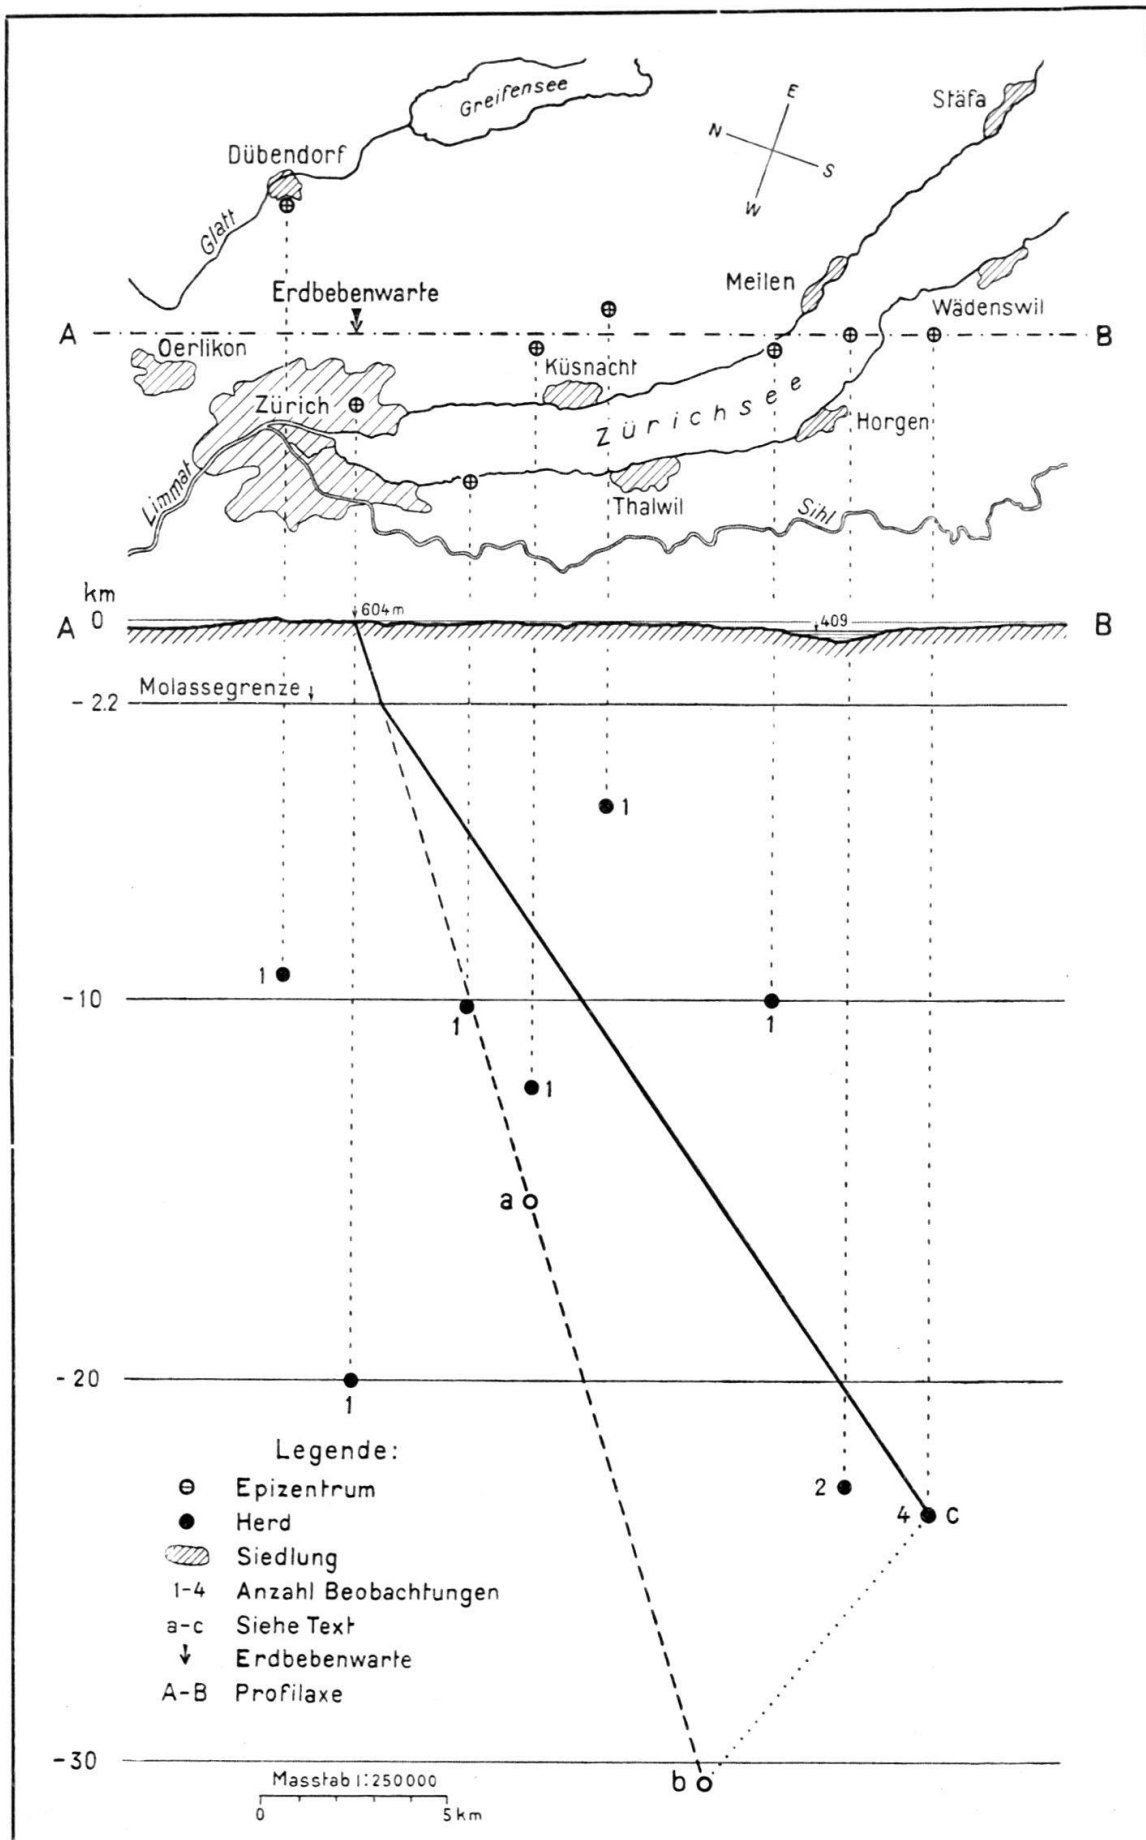 Greifensee
Stäfa
E
N
S
W
Dübendorf
Glatt
Meilen
Erdbebenwarte
Wädenswil
A
B
Oerlikon
Küsnacht
Zürichsee
Zürich
Horgen
Limmat
Thalwil
Sihl
km
A 0
604m
409
B
Molassegrenze
-2.2
1
1
-10
1
1
1
a
-20
1
2
4 c
Legende:
Epizentrum
Herd
Siedlung
1-4 Anzahl Beobachtungen
a-c Siehe Text
Erdbebenwarte
A-B Profilaxe
-30
b
Masstab 1:250000
0 5 km